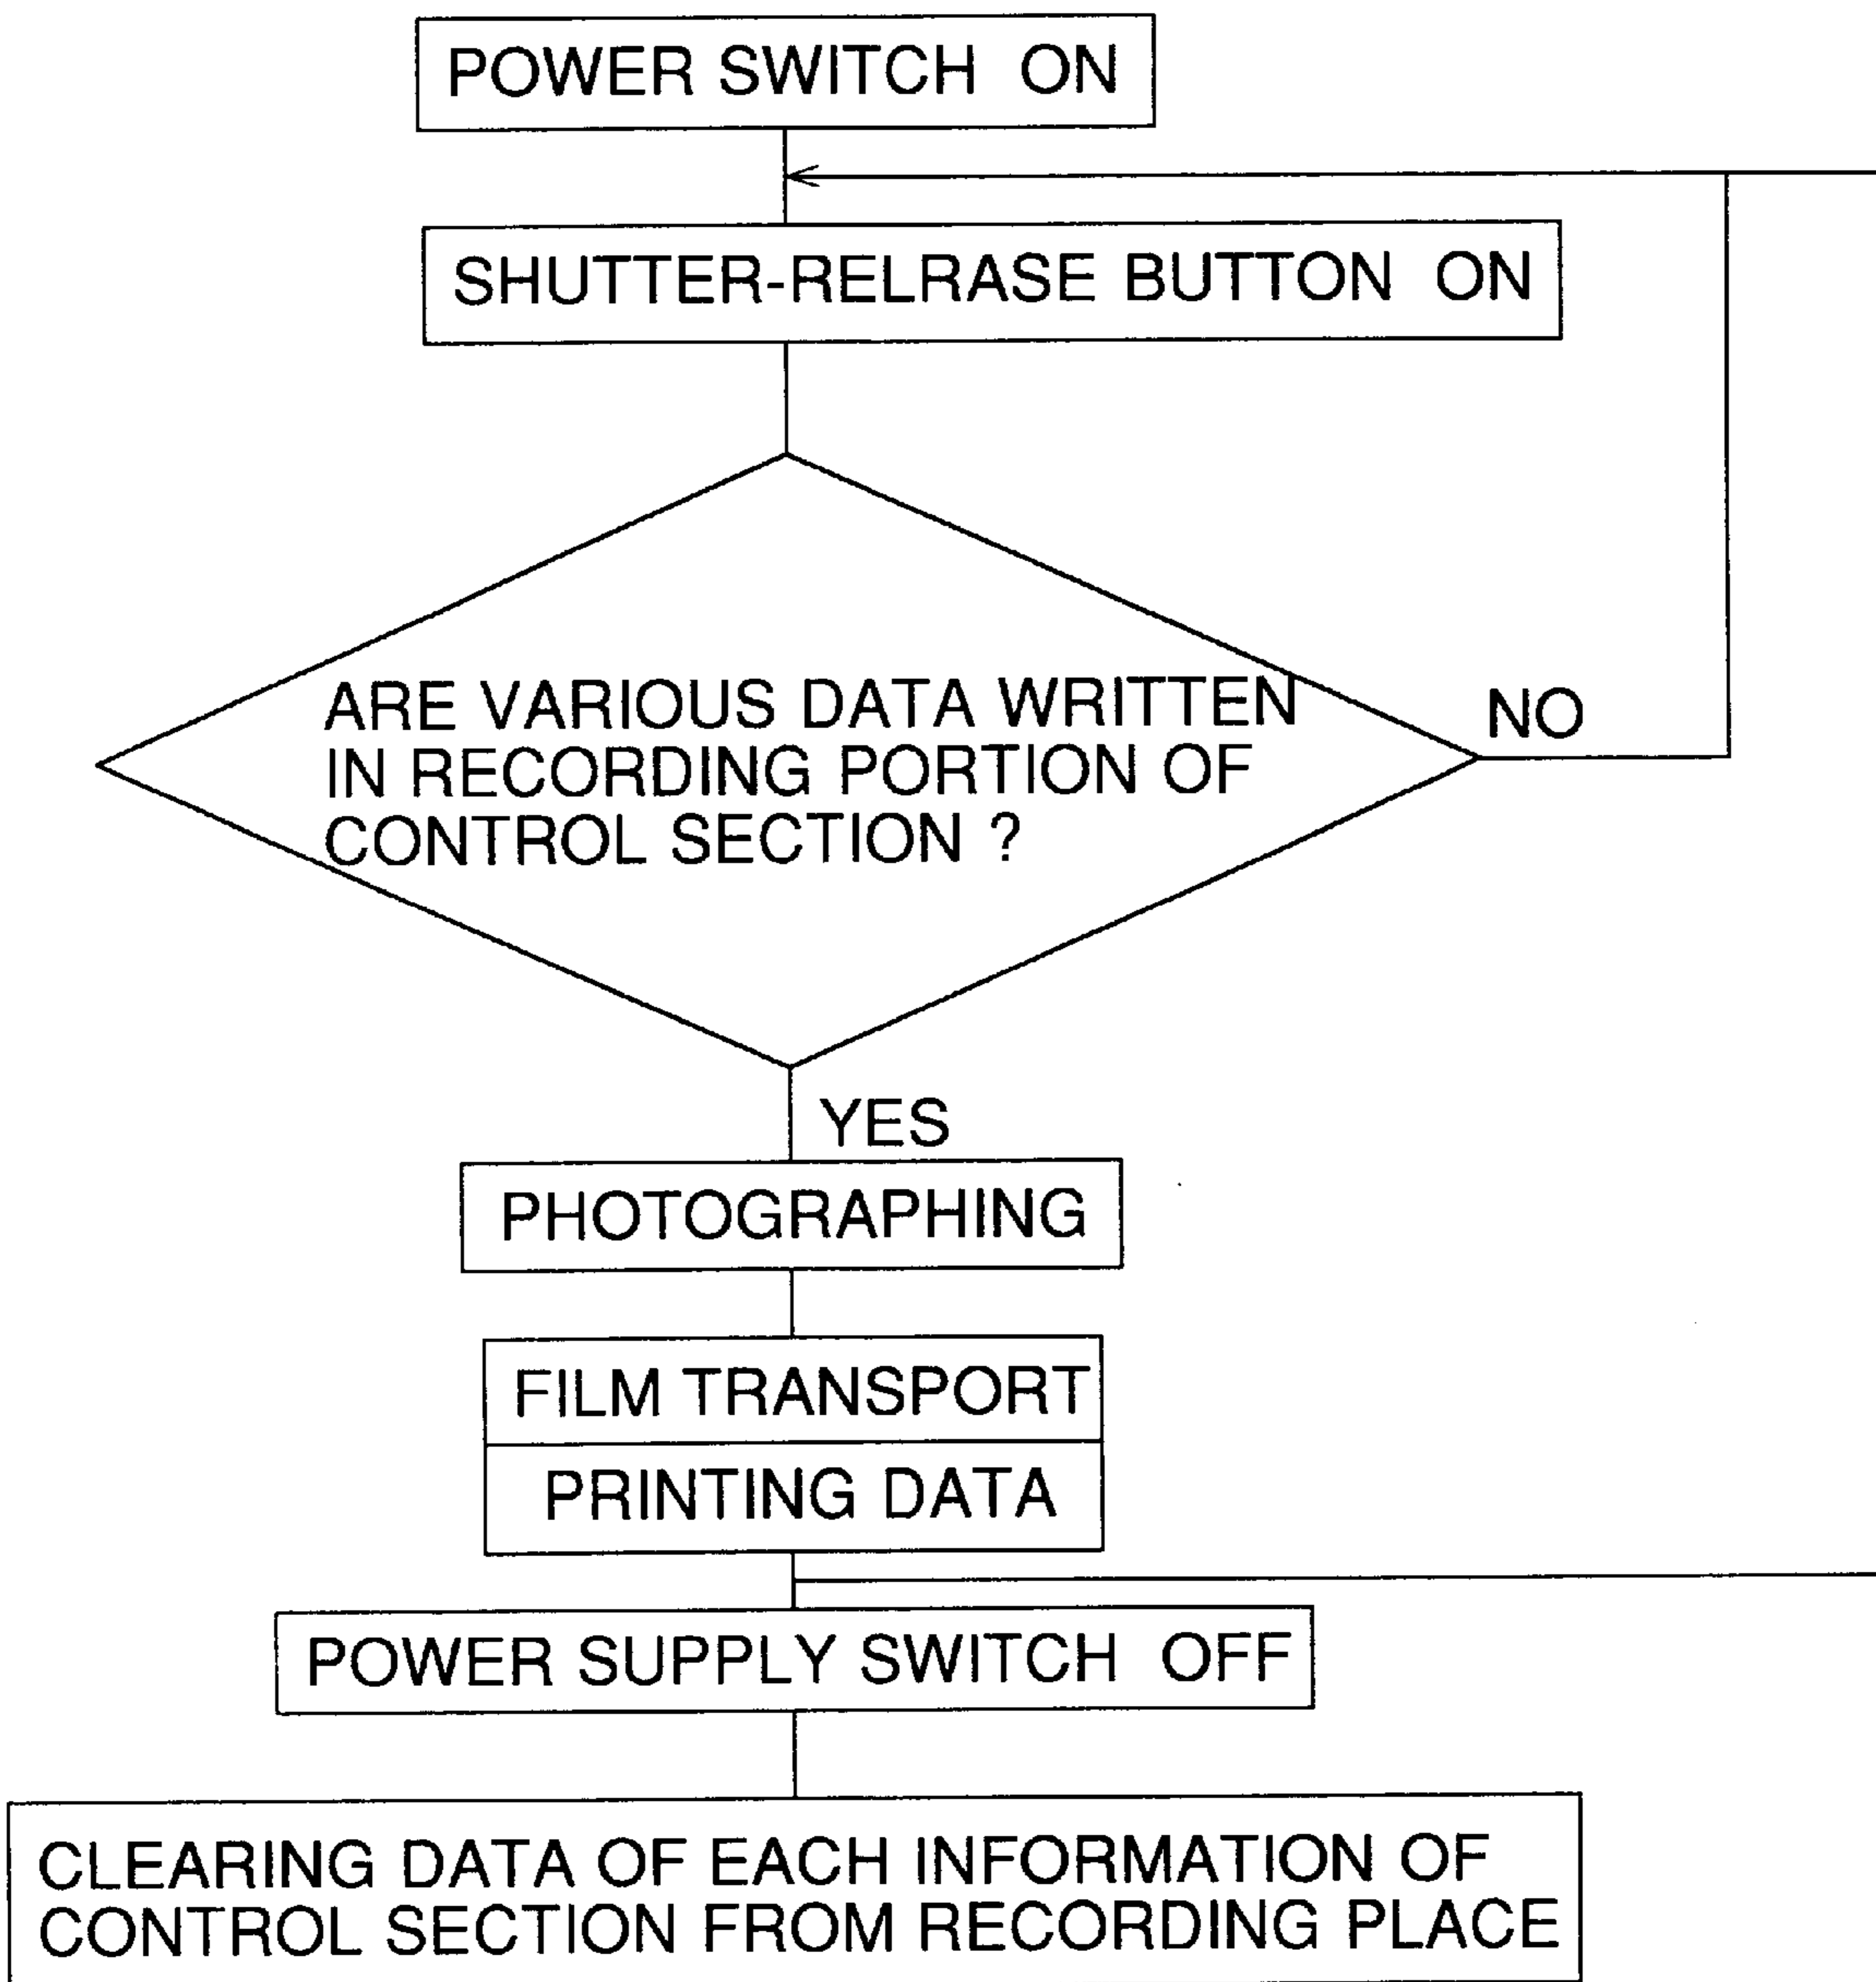 POWER SWITCH ON
SHUTTER-RELRASE BUTTON ON
ARE VARIOUS DATA WRITTEN
IN RECORDING PORTION OF
CONTROL SECTION ?
NO
YES
PHOTOGRAPHING
FILM TRANSPORT
PRINTING DATA
POWER SUPPLY SWITCH OFF
CLEARING DATA OF EACH INFORMATION OF
CONTROL SECTION FROM RECORDING PLACE